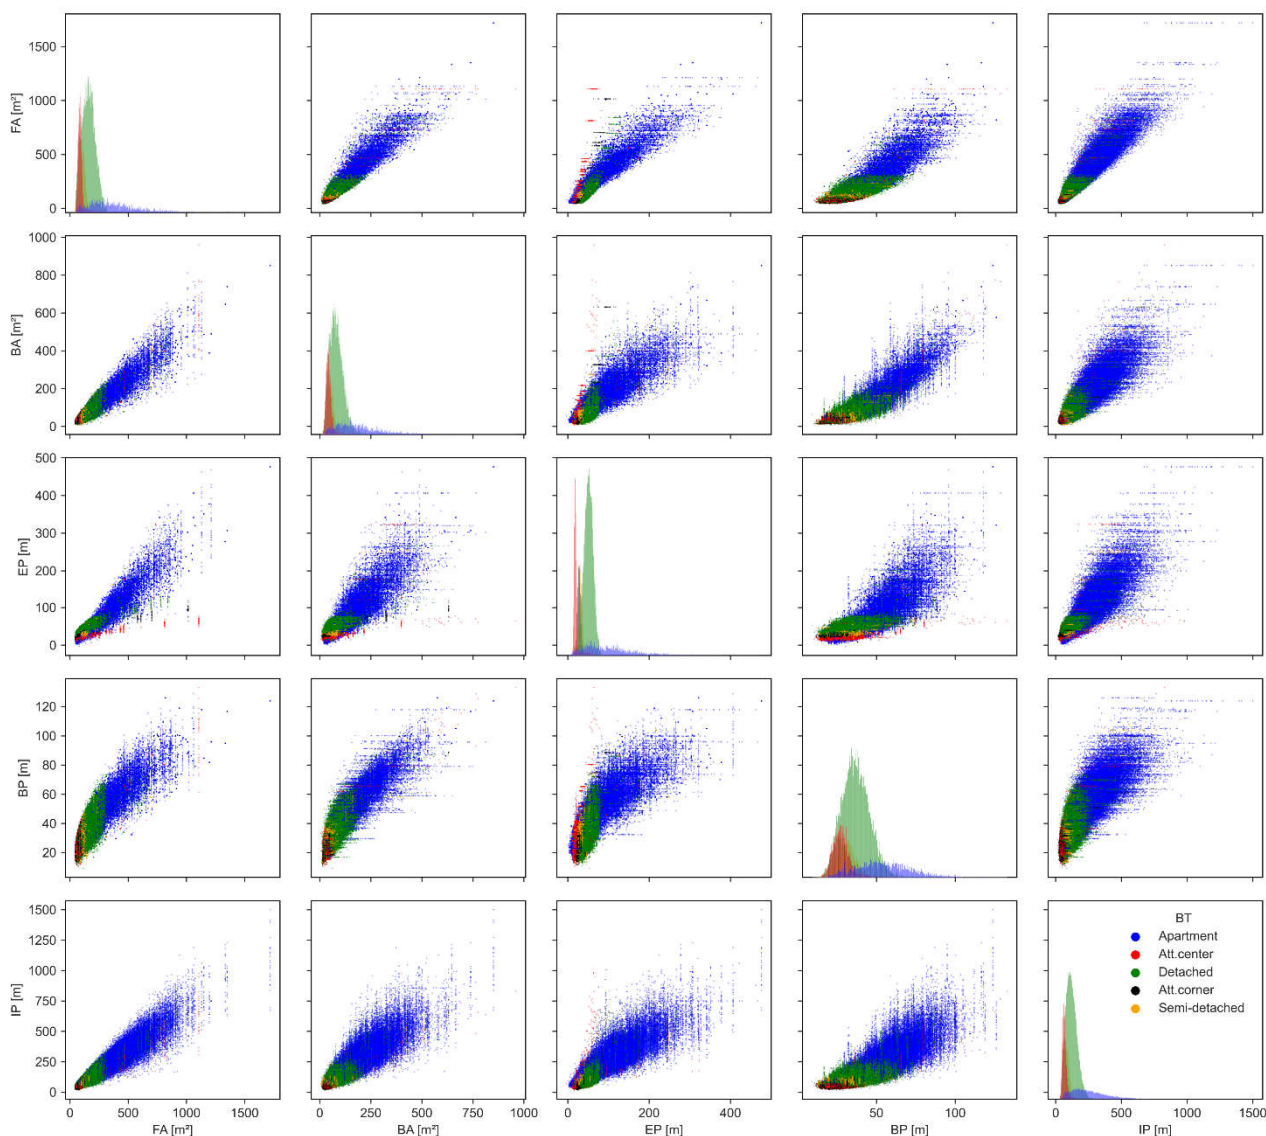 FA [m²]
1500
1000
500
0
BA [m²]
1000
800
600
400
200
0
EP [m]
500
400
300
200
100
0
BP [m]
120
100
80
60
40
20
IP [m]
1500
1250
1000
750
500
250
0
BT
Apartment
Att.center
Detached
Att.corner
Semi-detached
0 500 1000 1500
0 250 500 750 1000
0 200 400
50 100
0 500 1000 1500
FA [m²]
BA [m²]
EP [m]
BP [m]
IP [m]